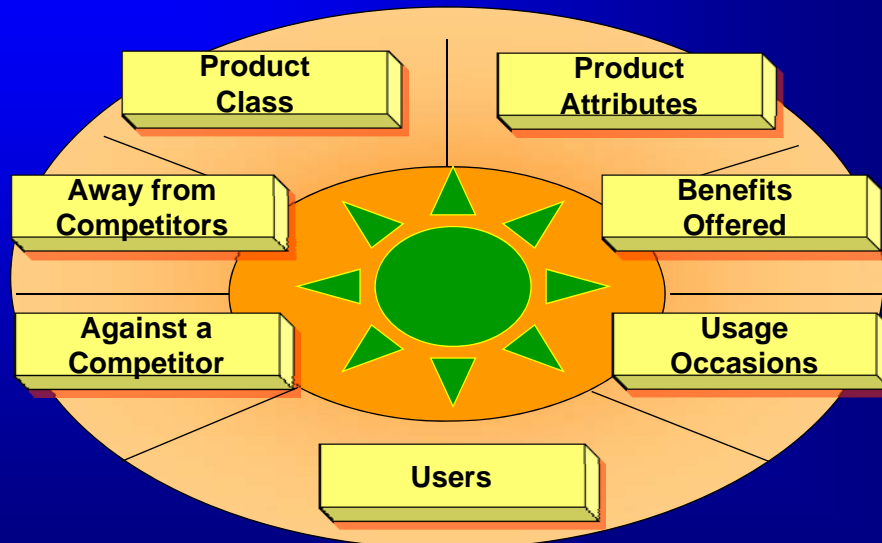 Product
Class
Product
Attributes
Away from
Competitors
Benefits
Offered
Against a
Competitor
Usage
Occasions
Users